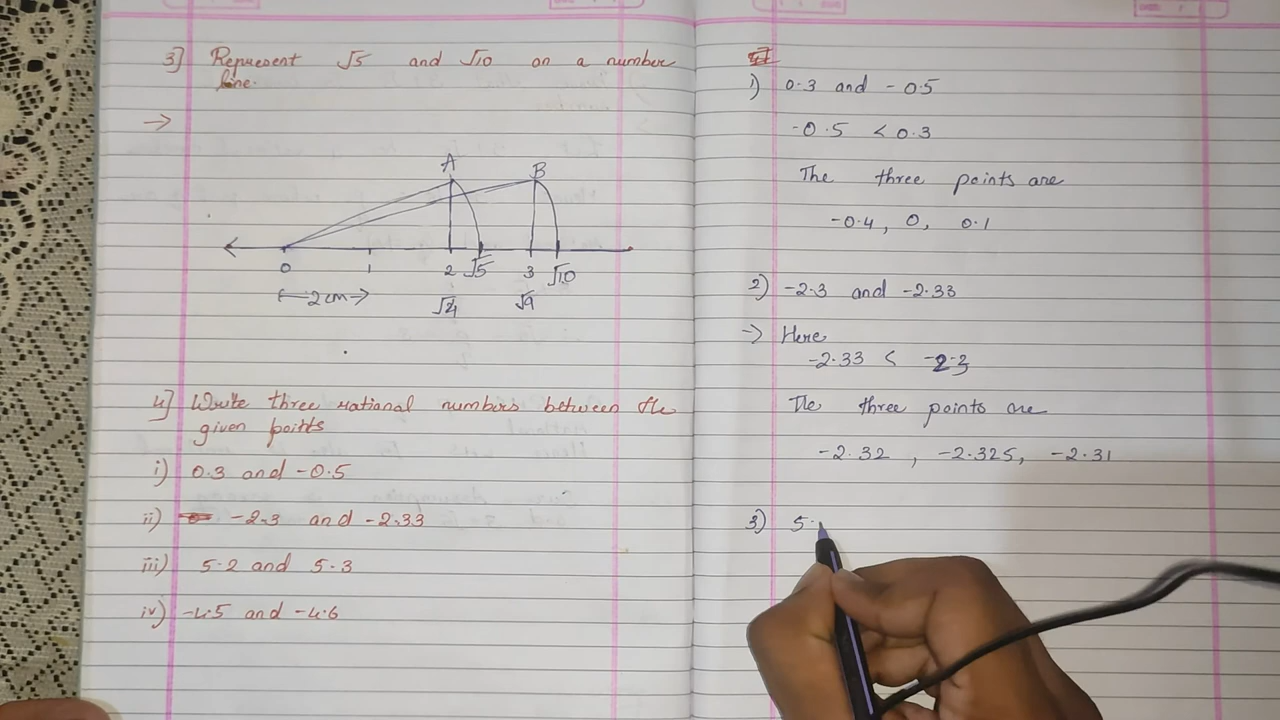 3] Represent √5 and √10 on a number
line.
→
A B
0 1 2 √5 3 √10
2cm √4 √9
4] Write three rational numbers between the
given points
i) 0.3 and -0.5
ii) -2.3 and -2.33
iii) 5.2 and 5.3
iv) -4.5 and -4.6
1) 0.3 and -0.5
-0.5 < 0.3
The three points are
-0.4, 0, 0.1
2) -2.3 and -2.33
→ Here
-2.33 < -2.3
The three points are
-2.32, -2.325, -2.31
3) 5.